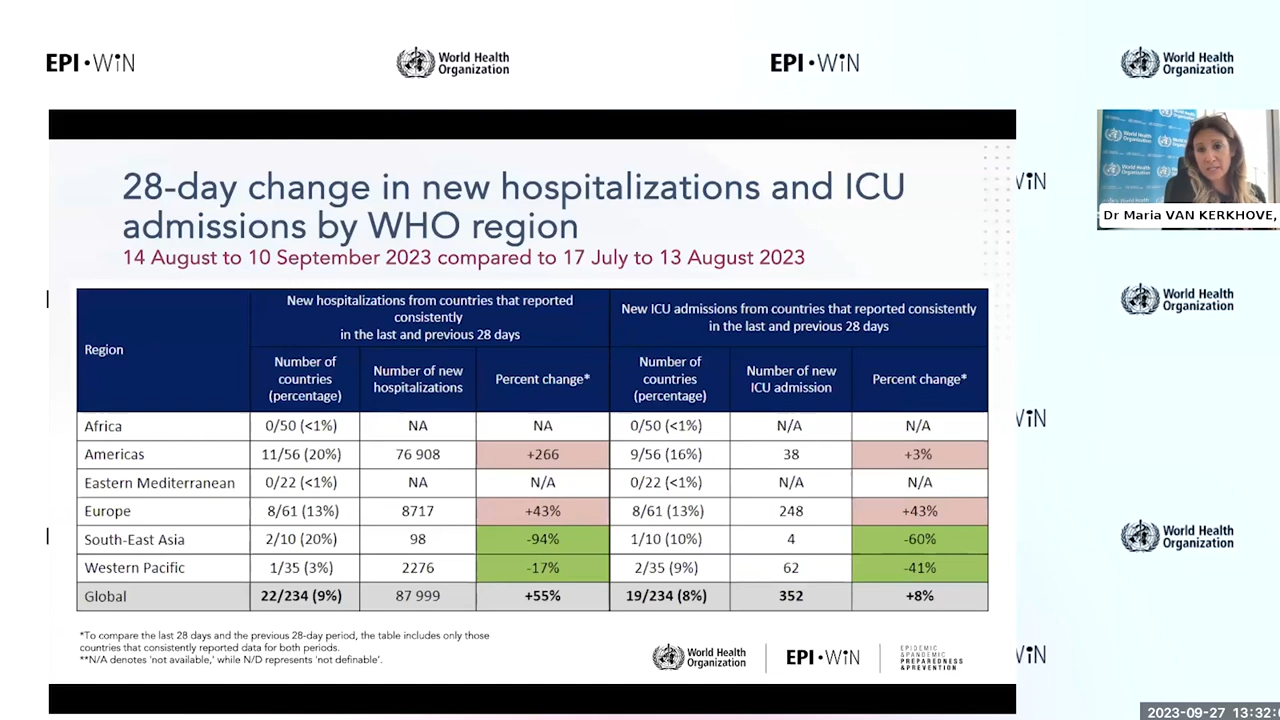 EPI•WiN
World Health
Organization
EPI•WiN
World Health
Organization
28-day change in new hospitalizations and ICU
admissions by WHO region
14 August to 10 September 2023 compared to 17 July to 13 August 2023
Region
New hospitalizations from countries that reported
consistently
in the last and previous 28 days
New ICU admissions from countries that reported consistently
in the last and previous 28 days
Number of
countries
(percentage)
Number of new
hospitalizations
Percent change*
Number of
countries
(percentage)
Number of new
ICU admission
Percent change*
Africa 0/50 (<1%) NA NA 0/50 (<1%) N/A N/A
Americas 11/56 (20%) 76 908 +266 9/56 (16%) 38 +3%
Eastern Mediterranean 0/22 (<1%) NA N/A 0/22 (<1%) N/A N/A
Europe 8/61 (13%) 8717 +43% 8/61 (13%) 248 +43%
South-East Asia 2/10 (20%) 98 -94% 1/10 (10%) 4 -60%
Western Pacific 1/35 (3%) 2276 -17% 2/35 (9%) 62 -41%
Global 22/234 (9%) 87 999 +55% 19/234 (8%) 352 +8%
*To compare the last 28 days and the previous 28-day period, the table includes only those
countries that consistently reported data for both periods.
**N/A denotes 'not available,' while N/D represents 'not definable'.
World Health
Organization
EPI•WiN
EPIDEMIC
&PANDEMIC
PREPAREDNESS
&PREVENTION
Dr Maria VAN KERKHOVE,
World Health
Organization
World Health
Organization
World Health
Organization
2023-09-27 13:32: